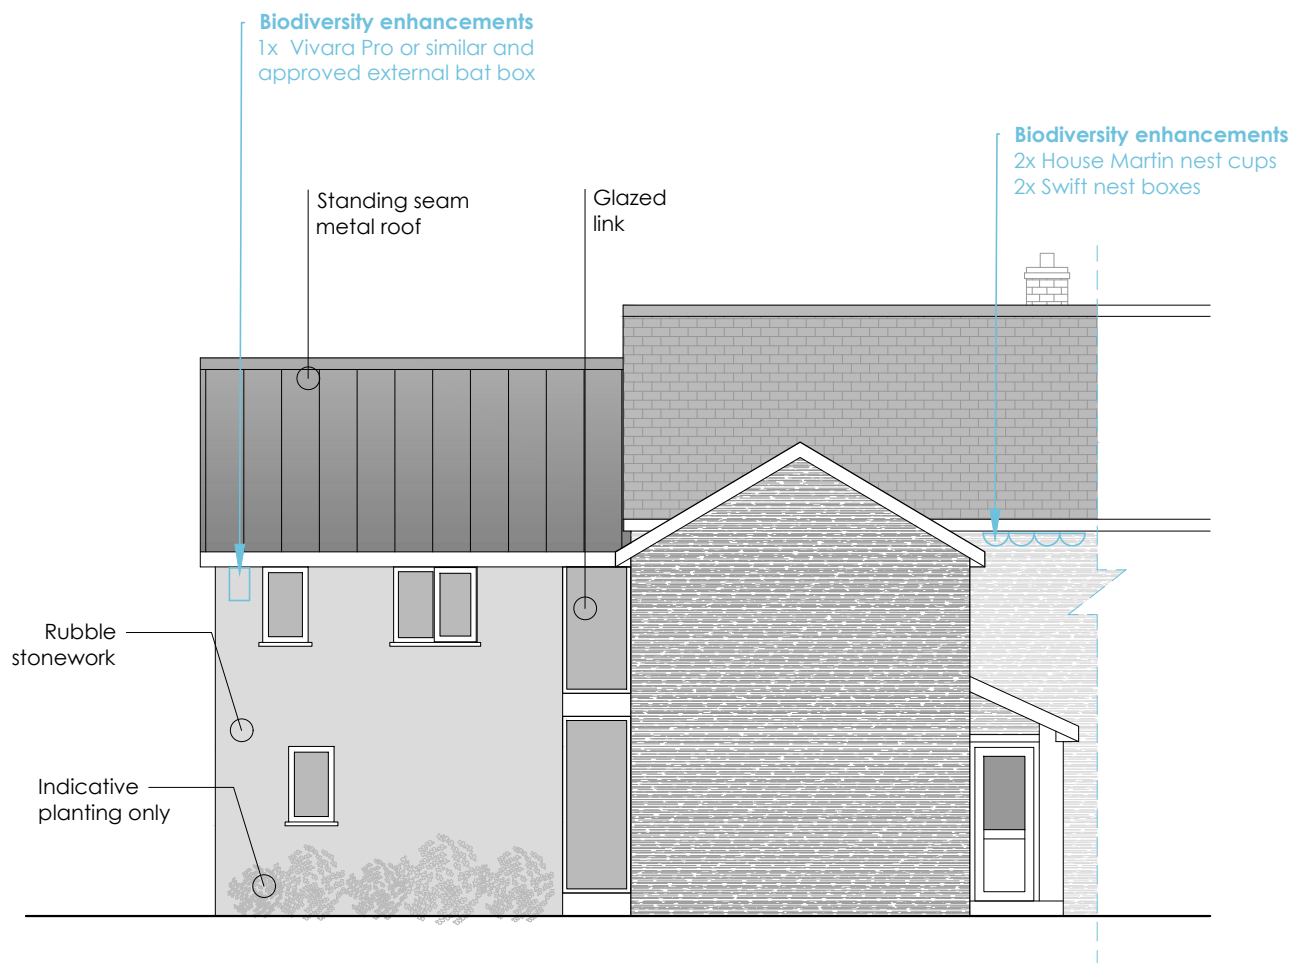 Biodiversity enhancements
1x Vivara Pro or similar and
approved external bat box
Biodiversity enhancements
2x House Martin nest cups
2x Swift nest boxes
Standing seam
metal roof
Glazed
link
Rubble
stonework
Indicative
planting only